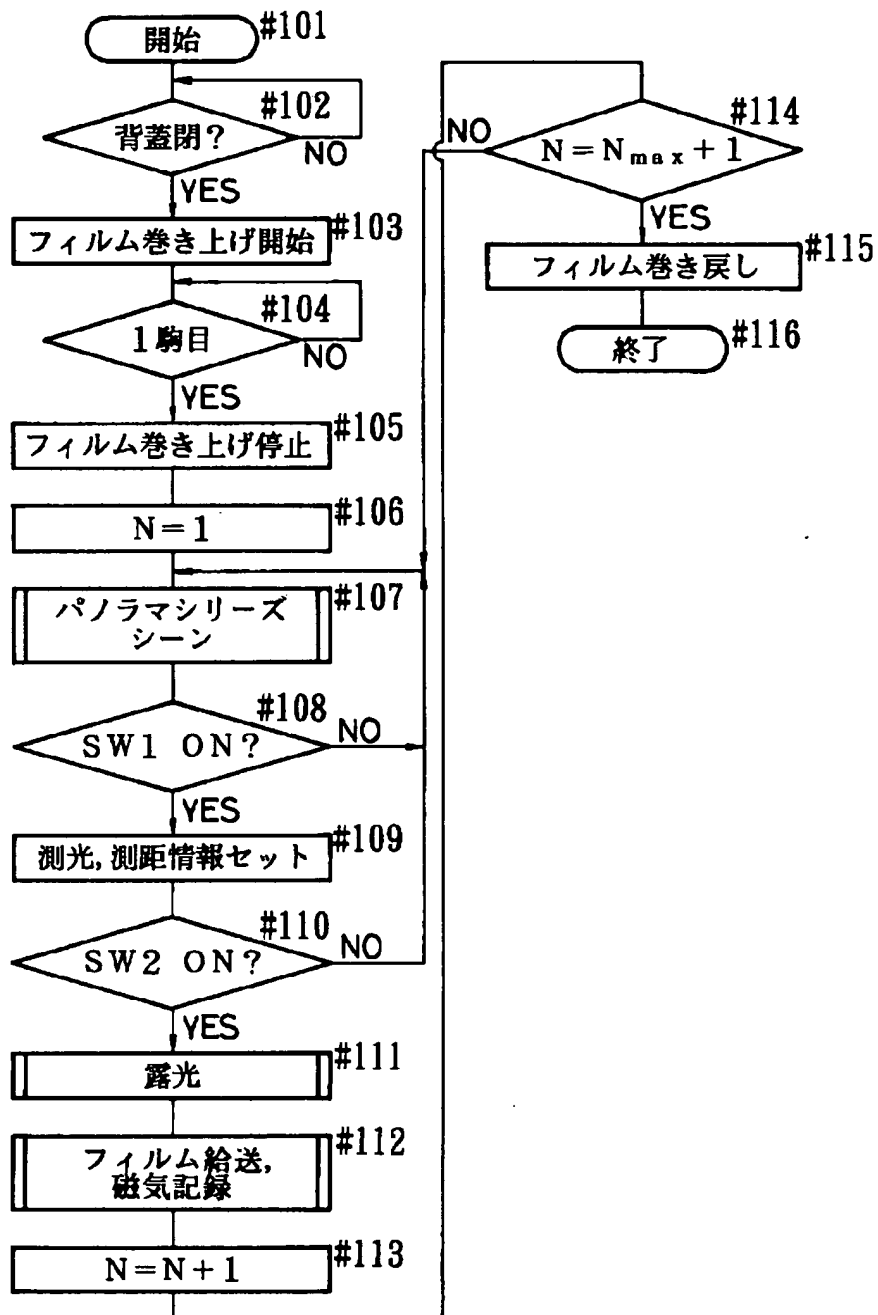 開始
#101
背蓋閉?
#102
NO
YES
フィルム巻き上げ開始
#103
1駒目
#104
NO
YES
フィルム巻き上げ停止
#105
N=1
#106
パノラマシリーズ
シーン
#107
SW1 ON?
#108
NO
YES
測光,測距情報セット
#109
SW2 ON?
#110
NO
YES
露光
#111
フィルム給送,
磁気記録
#112
N=N+1
#113
N=Nmax+1
#114
NO
YES
フィルム巻き戻し
#115
終了
#116